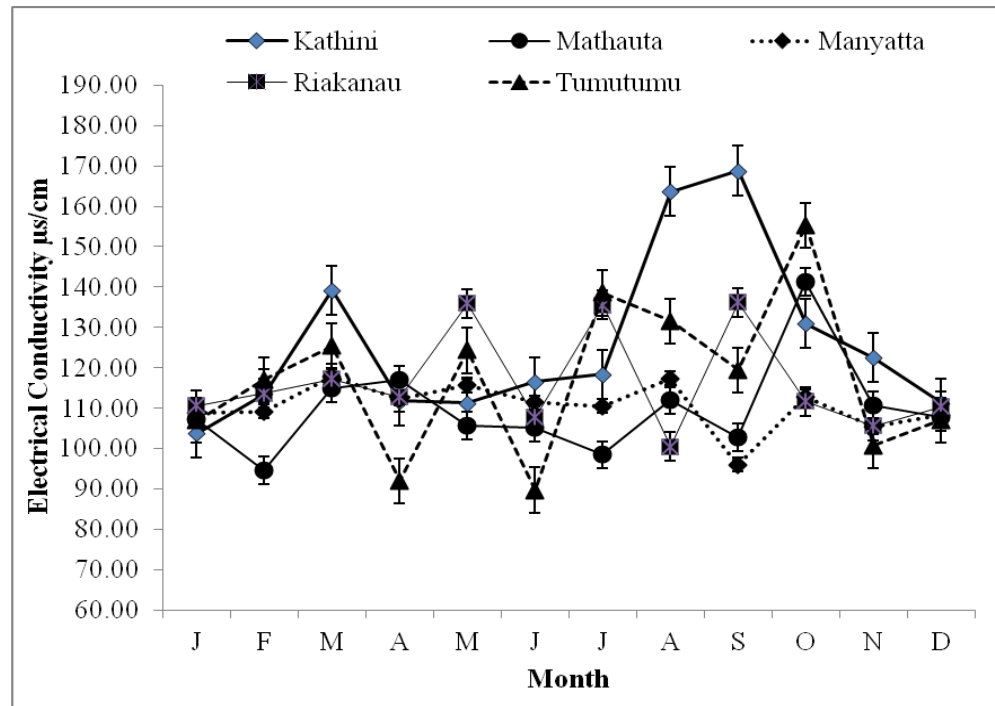 Kathini Mathauta Manyatta
Riakanau Tumutumu
190.00
180.00
170.00
160.00
150.00
140.00
130.00
120.00
110.00
100.00
90.00
80.00
70.00
60.00
Electrical Conductivity µs/cm
J F M A M J J A S O N D
Month